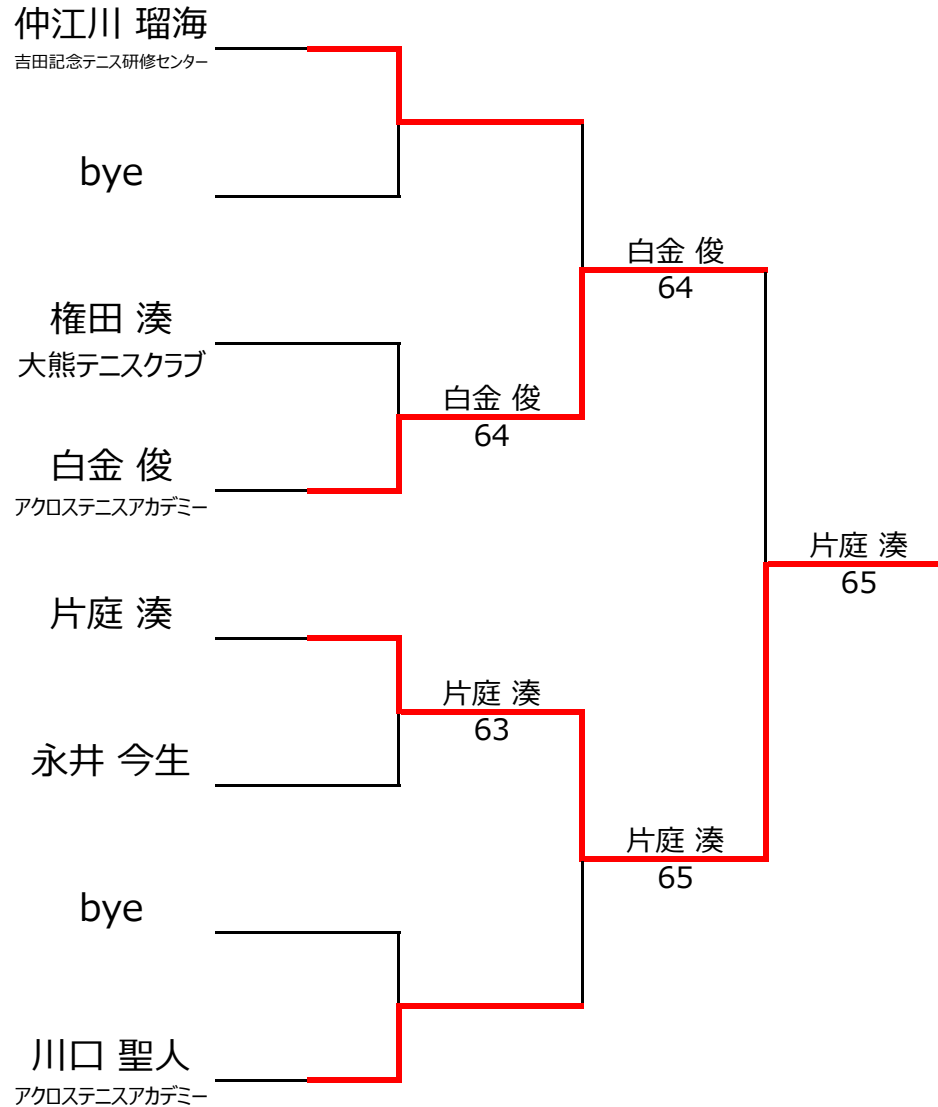 仲江川 瑠海
吉田記念テニス研修センター
bye
権田 湊
大熊テニスクラブ
白金 俊
アクロステニスアカデミー
片庭 湊
永井 今生
bye
川口 聖人
アクロステニスアカデミー
白金 俊
64
片庭 湊
63
白金 俊
64
片庭 湊
65
片庭 湊
65